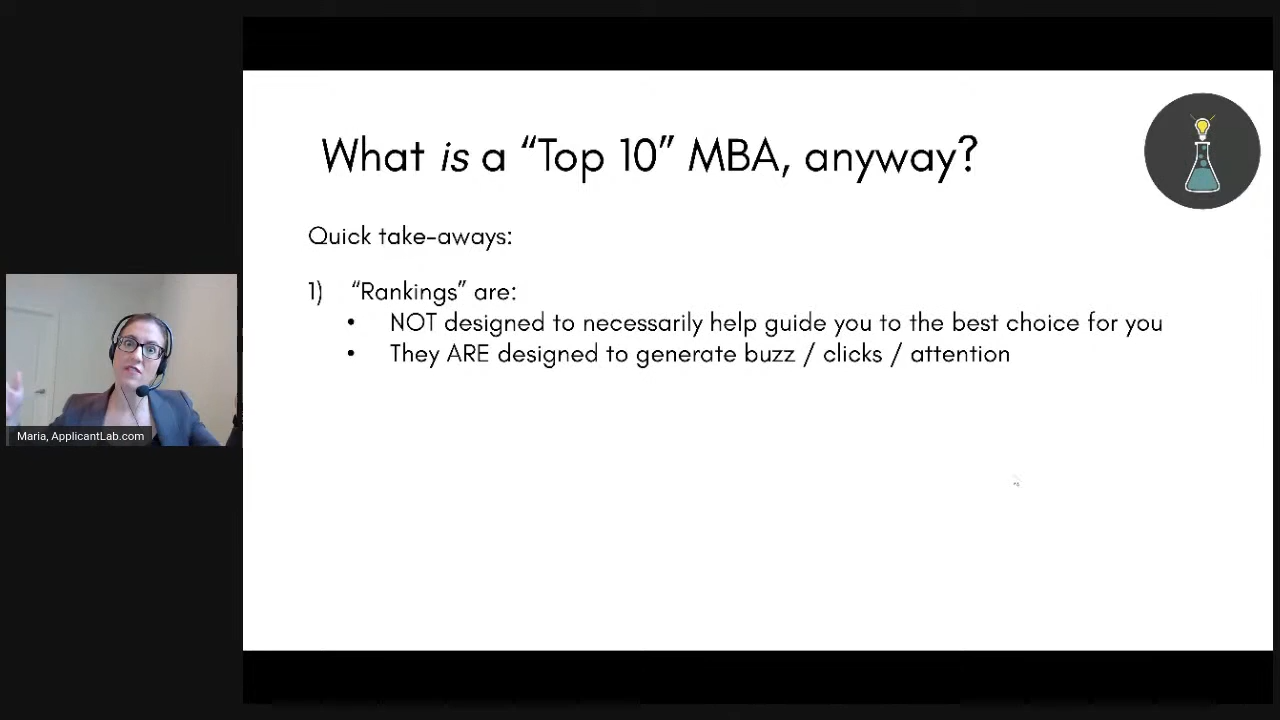 What is a “Top 10” MBA, anyway?
Quick take-aways:
1) “Rankings” are:
• NOT designed to necessarily help guide you to the best choice for you
• They ARE designed to generate buzz / clicks / attention
Maria, ApplicantLab.com